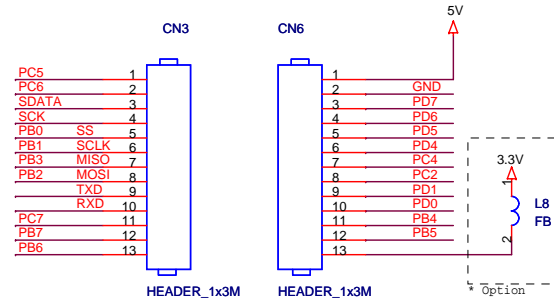 CN3
PC5 1
PC6 2
SDATA 3
SCK 4
PB0 SS 5
PB1 SCLK 6
PB3 MISO 7
PB2 MOSI 8
TXD 9
RXD 10
PC7 11
PB7 12
PB6 13
HEADER_1x3M
CN6
5V
1
2 GND
3 PD7
4 PD6
5 PD5
6 PD4
7 PC4
8 PC2
9 PD1
10 PD0
11 PB4
12 PB5
13
HEADER_1x3M
3.3V
1
L8
FB
2
* Option